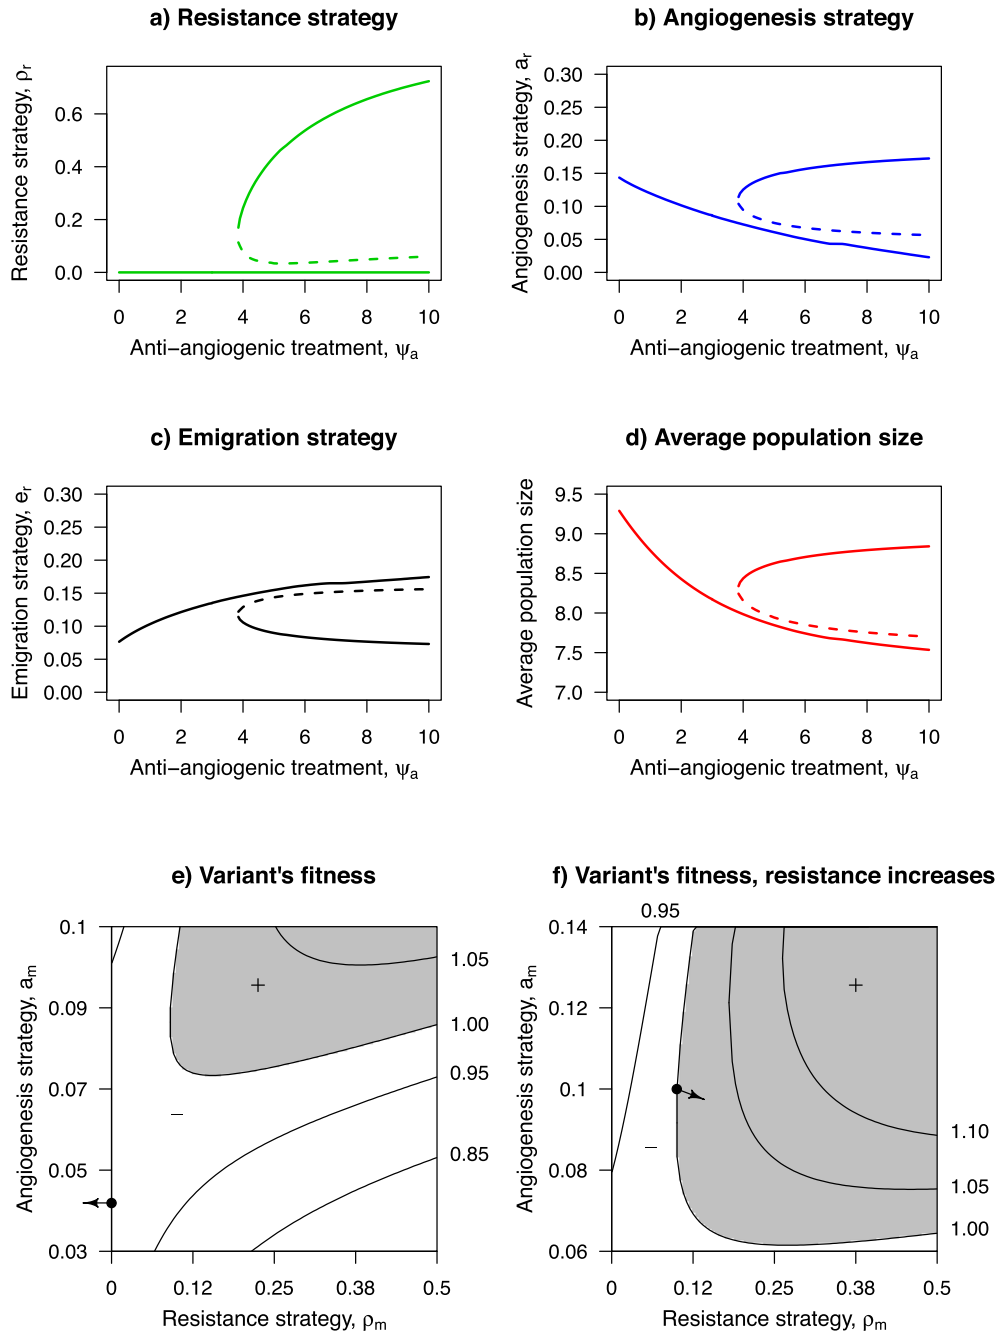 a) Resistance strategy
Resistance strategy, ρr
0.6
0.4
0.2
0.0
0 2 4 6 8 10
Anti−angiogenic treatment, ψa
b) Angiogenesis strategy
Angiogenesis strategy, ar
0.30
0.25
0.20
0.15
0.10
0.05
0.00
0 2 4 6 8 10
Anti−angiogenic treatment, ψa
c) Emigration strategy
Emigration strategy, er
0.30
0.25
0.20
0.15
0.10
0.05
0.00
0 2 4 6 8 10
Anti−angiogenic treatment, ψa
d) Average population size
Average population size
9.5
9.0
8.5
8.0
7.5
7.0
0 2 4 6 8 10
Anti−angiogenic treatment, ψa
e) Variant's fitness
Angiogenesis strategy, am
0.1
0.09
0.07
0.05
0.03
+
−
1.05
1.00
0.95
0.85
0 0.12 0.25 0.38 0.5
Resistance strategy, ρm
f) Variant's fitness, resistance increases
0.95
Angiogenesis strategy, am
0.14
0.12
0.1
0.08
0.06
+
−
1.10
1.05
1.00
0 0.12 0.25 0.38 0.5
Resistance strategy, ρm